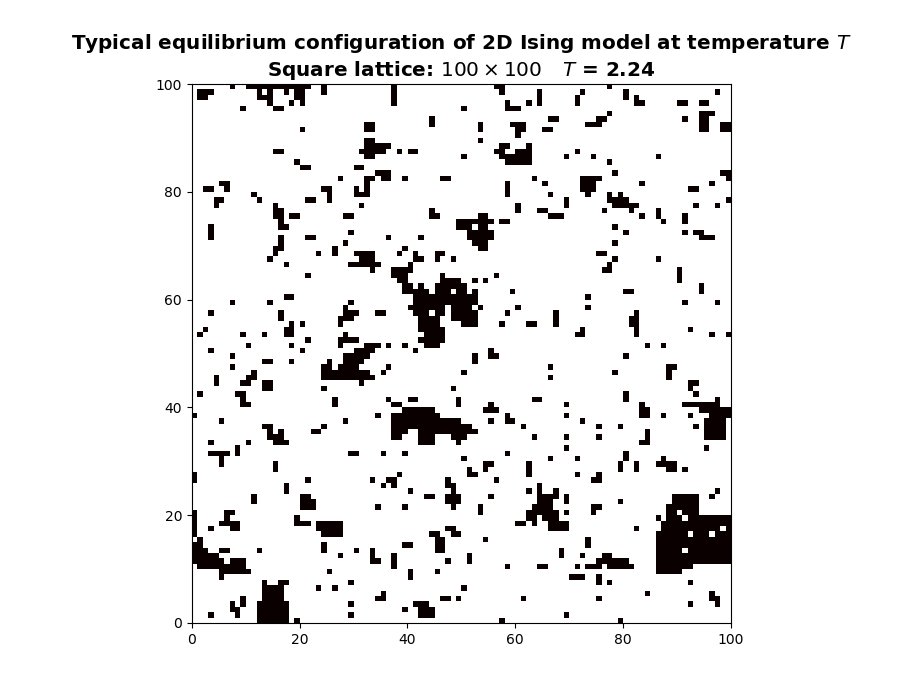 Typical equilibrium configuration of 2D Ising model at temperature T
Square lattice: 100 × 100 T = 2.24
100
80
60
40
20
0
0 20 40 60 80 100